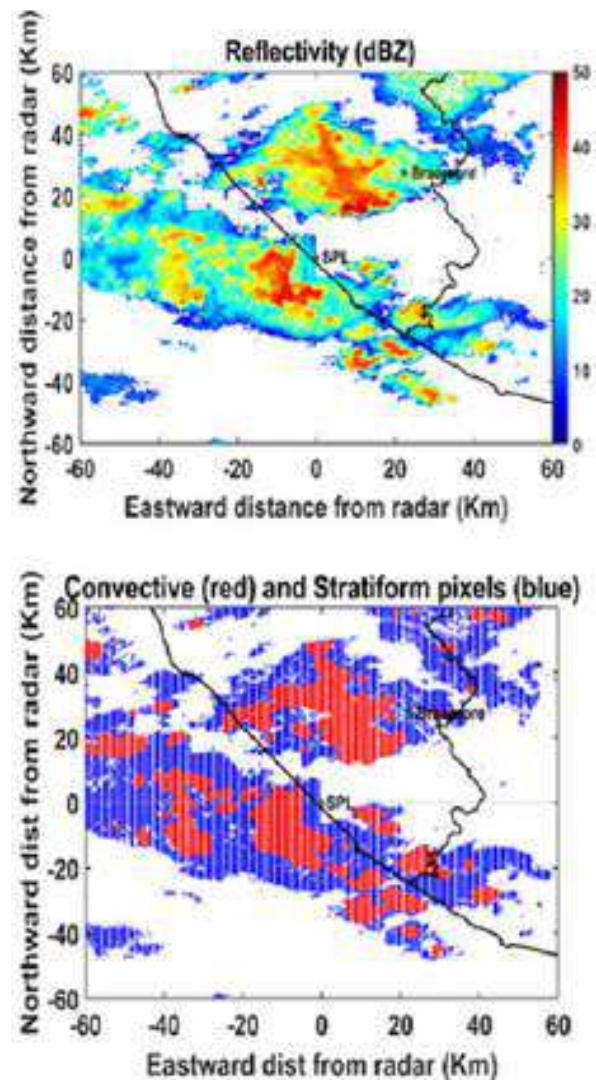 Reflectivity (dBZ)
Northward distance from radar (Km)
60
40
20
0
-20
-40
-60
SPL
50
40
30
20
10
0
-60 -40 -20 0 20 40 60
Eastward distance from radar (Km)
Convective (red) and Stratiform pixels (blue)
Northward dist from radar (Km)
60
40
20
0
-20
-40
-60
SPL
-60 -40 -20 0 20 40 60
Eastward dist from radar (Km)